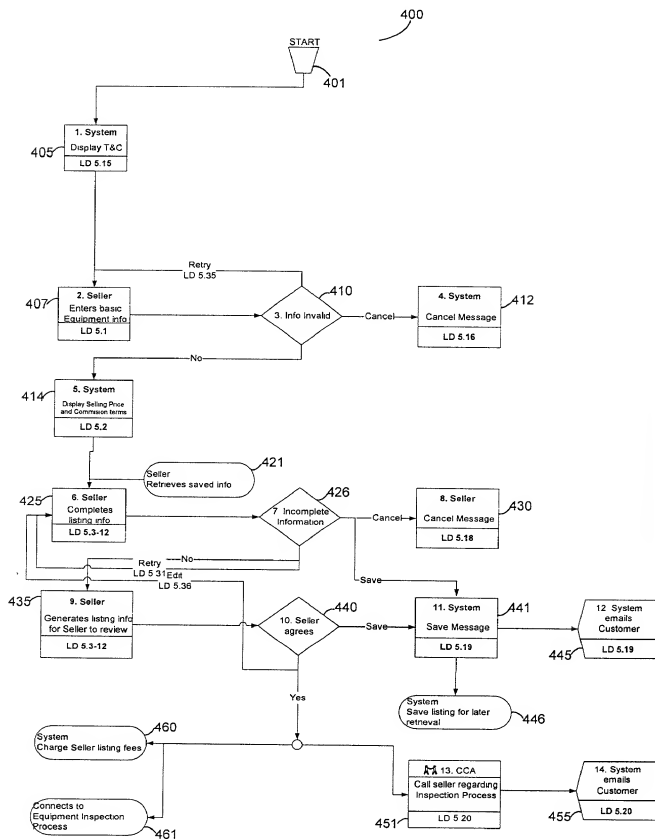 400
START
401
1. System
Display T&C
LD 5.15
405
Retry
LD 5.35
2. Seller
Enters basic
Equipment info
LD 5.1
407
3. Info Invalid
410
Cancel
4. System
Cancel Message
LD 5.16
412
No
5. System
Display Selling Price
and Commision terms
LD 5.2
414
Seller
Retrieves saved info
421
6. Seller
Completes
listing info
LD 5.3-12
425
7 Incomplete
Information
426
Cancel
8. Seller
Cancel Message
LD 5.18
430
No
Retry
LD 5.31
Edit
LD 5.36
Save
9. Seller
Generates listing info
for Seller to review
LD 5.3-12
435
10. Seller
agrees
440
Save
11. System
Save Message
LD 5.19
441
12 System
emails
Customer
LD 5.19
445
Yes
System
Save listing for later
retrieval
446
System
Charge Seller listing fees
460
13. CCA
Call seller regarding
Inspection Process
LD 5 20
451
14. System
emails
Customer
LD 5.20
455
Connects to
Equipment Inspection
Process
461